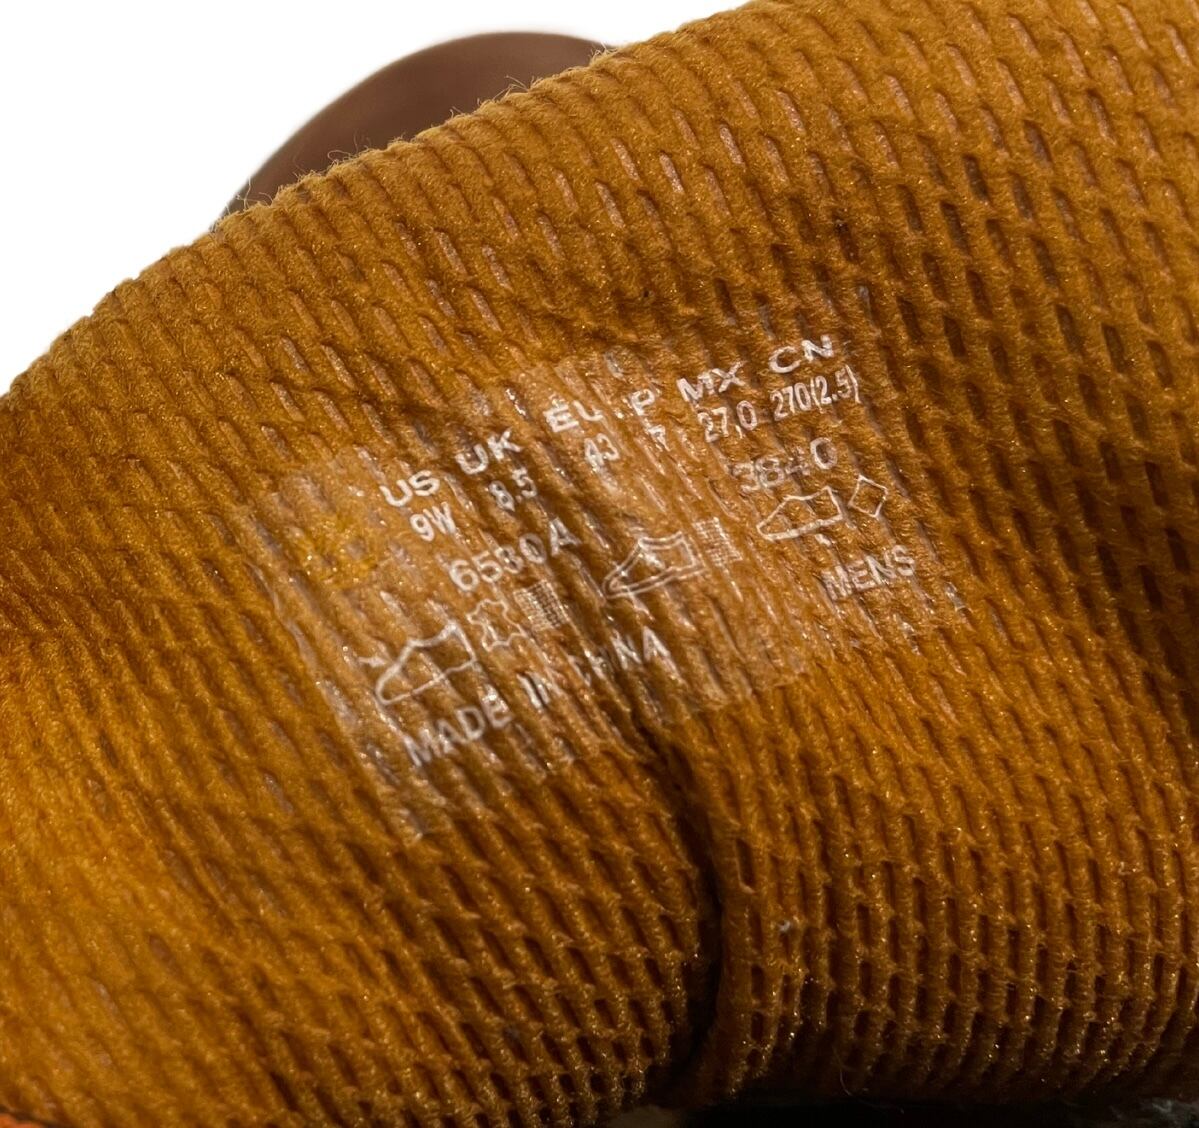 US UK EU JP MX CN
9W 8.5 43 27,0 270(2.5)
6530A 3840
MADE IN CHINA MENS